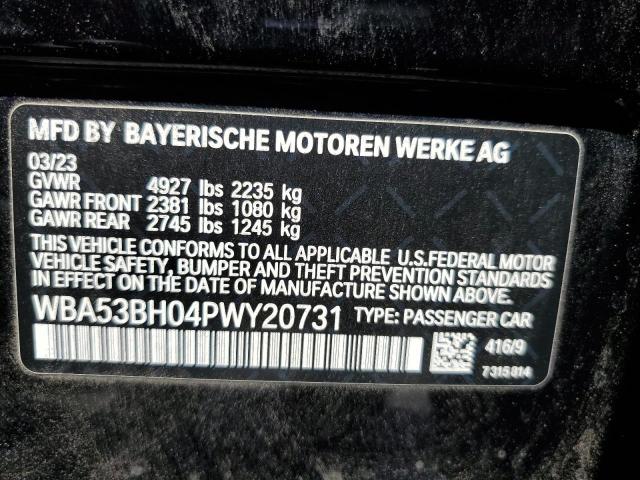 MFD BY BAYERISCHE MOTOREN WERKE AG
03/23
GVWR 4927 lbs 2235 kg
GAWR FRONT 2381 lbs 1080 kg
GAWR REAR 2745 lbs 1245 kg
THIS VEHICLE CONFORMS TO ALL APPLICABLE U.S.FEDERAL MOTOR
VEHICLE SAFETY, BUMPER AND THEFT PREVENTION STANDARDS
IN EFFECT ON THE DATE OF MANUFACTURE SHOWN ABOVE.
WBA53BH04PWY20731 TYPE: PASSENGER CAR
416/9
7315814